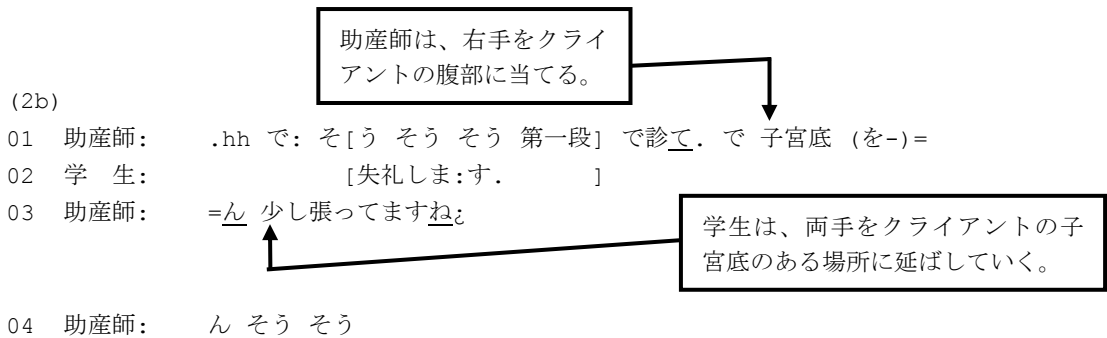 助産師は、右手をクライ
アントの腹部に当てる。
(2b)
01 助産師: .hh で: そ[う そう そう 第一段] で診て. で 子宮底 (を-)=
02 学 生: [失礼しま:す. ]
03 助産師: =ん 少し張ってますね¿
学生は、両手をクライアントの子
宮底のある場所に延ばしていく。
04 助産師: ん そう そう